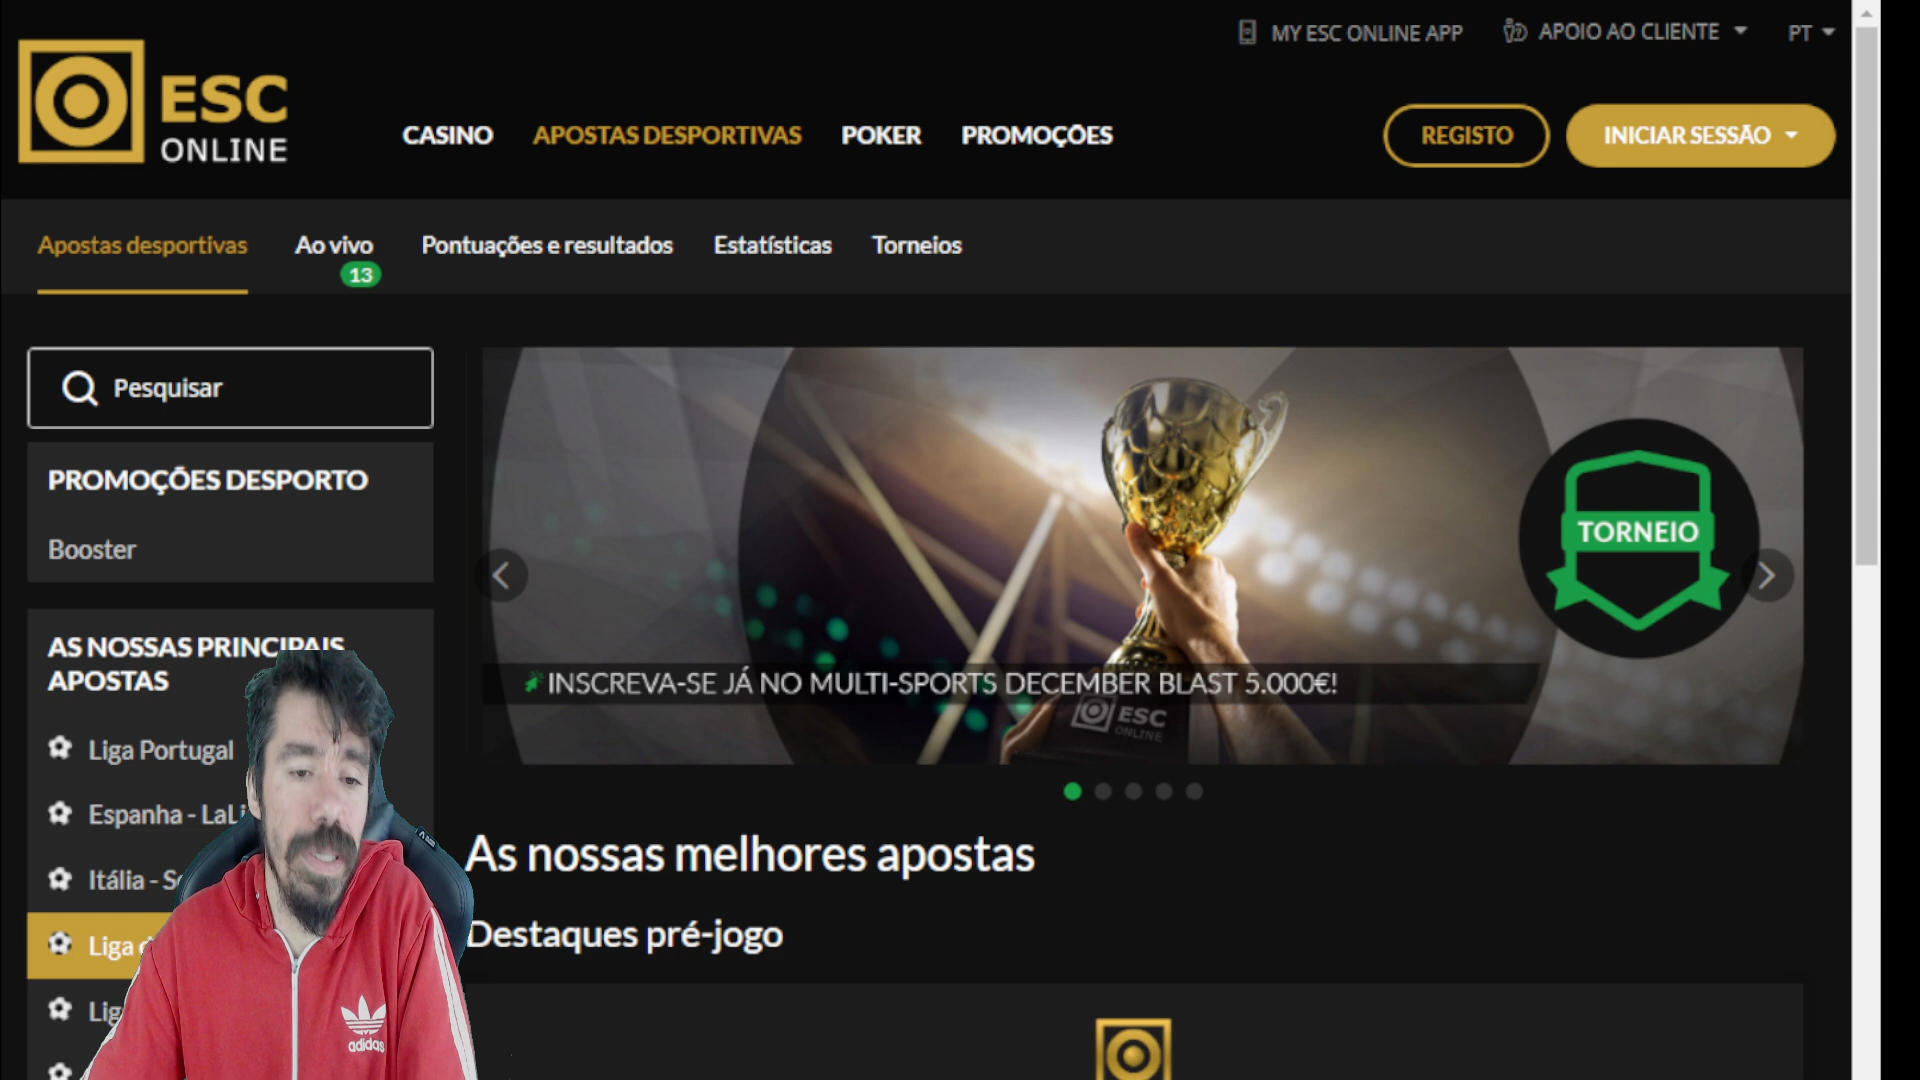 MY ESC ONLINE APP
APOIO AO CLIENTE
PT
ESC
ONLINE
CASINO
APOSTAS DESPORTIVAS
POKER
PROMOÇÕES
REGISTO
INICIAR SESSÃO
Apostas desportivas
Ao vivo
13
Pontuações e resultados
Estatísticas
Torneios
Pesquisar
PROMOÇÕES DESPORTO
Booster
AS NOSSAS PRINCIPAIS
APOSTAS
Liga Portugal
Espanha -
Itália -
Liga
TORNEIO
INSCREVA-SE JÁ NO MULTI-SPORTS DECEMBER BLAST 5.000€!
ESC
ONLINE
As nossas melhores apostas
Destaques pré-jogo
adidas